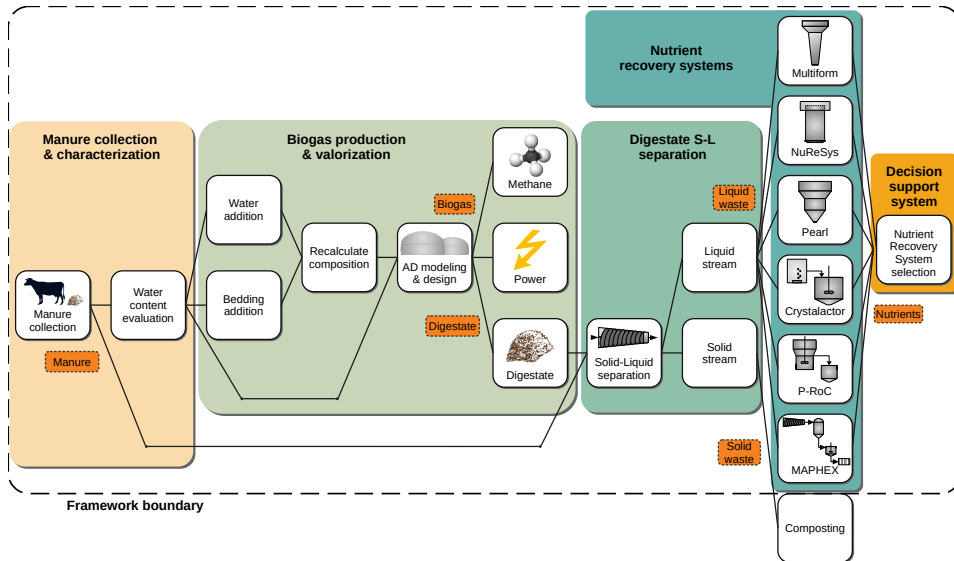 Nutrient
recovery systems
Multiform
Manure collection
& characterization
Biogas production
& valorization
Digestate S-L
separation
NuReSys
Decision
support
system
Methane
Biogas
Liquid
waste
Water
addition
Recalculate
composition
AD modeling
& design
Power
Liquid
stream
Pearl
Nutrient
Recovery
System
selection
Manure
collection
Water
content
evaluation
Bedding
addition
Crystalactor
Nutrients
Digestate
Manure
Digestate
Solid-Liquid
separation
Solid
stream
P-RoC
Solid
waste
MAPHEX
Framework boundary
Composting